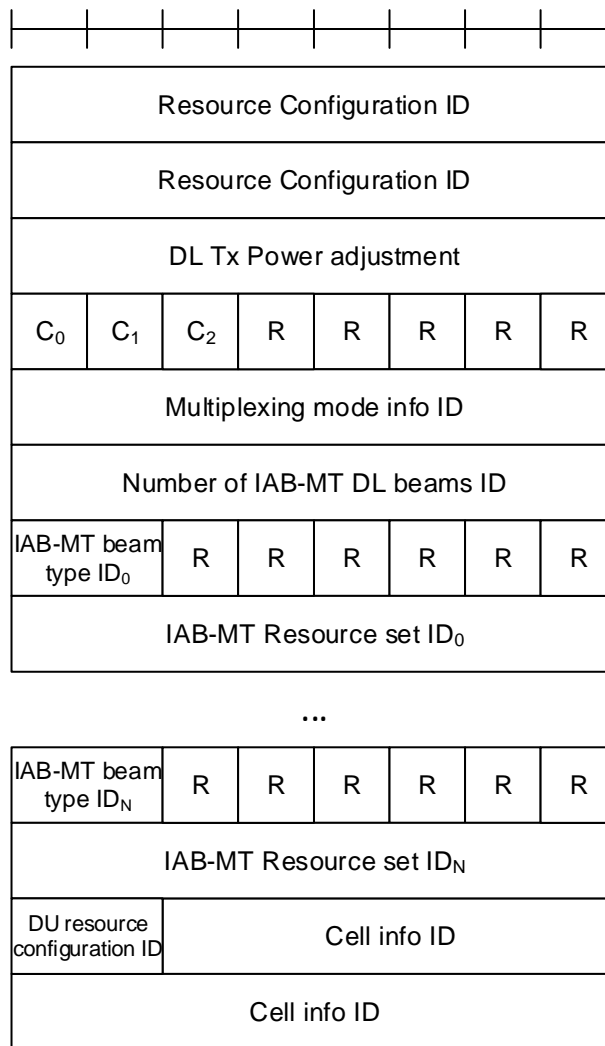 Resource Configuration ID
Resource Configuration ID
DL Tx Power adjustment
C₀ C₁ C₂ R R R R R
Multiplexing mode info ID
Number of IAB-MT DL beams ID
IAB-MT beam
type ID₀ R R R R R R
IAB-MT Resource set ID₀
...
IAB-MT beam
type ID_N R R R R R R
IAB-MT Resource set ID_N
DU resource
configuration ID Cell info ID
Cell info ID